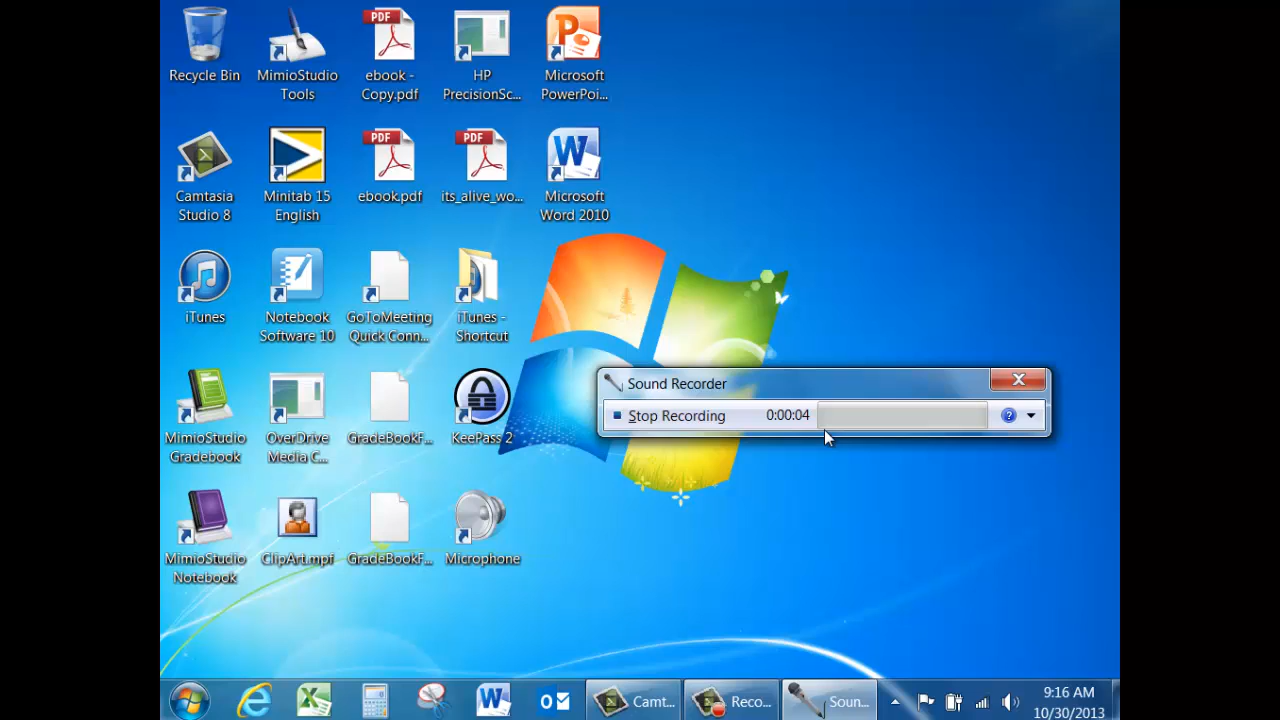 Recycle Bin
MimioStudio
Tools
PDF
ebook -
Copy.pdf
HP
PrecisionSc...
Microsoft
PowerPoi...
Camtasia
Studio 8
Minitab 15
English
PDF
ebook.pdf
PDF
its_alive_wo...
Microsoft
Word 2010
iTunes
Notebook
Software 10
GoToMeeting
Quick Conn...
iTunes -
Shortcut
Sound Recorder
Stop Recording 0:00:04
MimioStudio
Gradebook
OverDrive
Media C...
GradeBookF...
KeePass 2
MimioStudio
Notebook
ClipArt.mpf
GradeBookF...
Microphone
Camt...
Reco...
Soun...
9:16 AM
10/30/2013